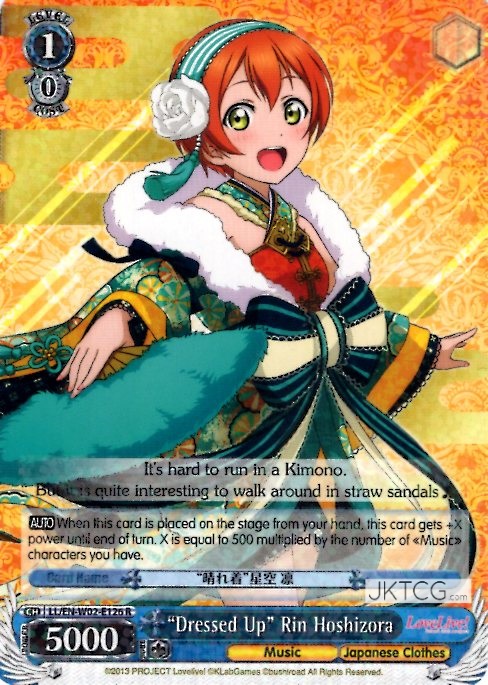 LEVEL
1
0
COST
It's hard to run in a Kimono.
But it is quite interesting to walk around in straw sandals♪
AUTO When this card is placed on the stage from your hand, this card gets +X
power until end of turn. X is equal to 500 multiplied by the number of «Music»
characters you have.
Card Name “晴れ着”星空 凛
JKTCG.com
CH LL/EN-W02-E126 R
POWER 5000
“Dressed Up” Rin Hoshizora
LoveLive!
Music Japanese Clothes
©2013 PROJECT Lovelive! ©KLabGames ©bushiroad All Rights Reserved.